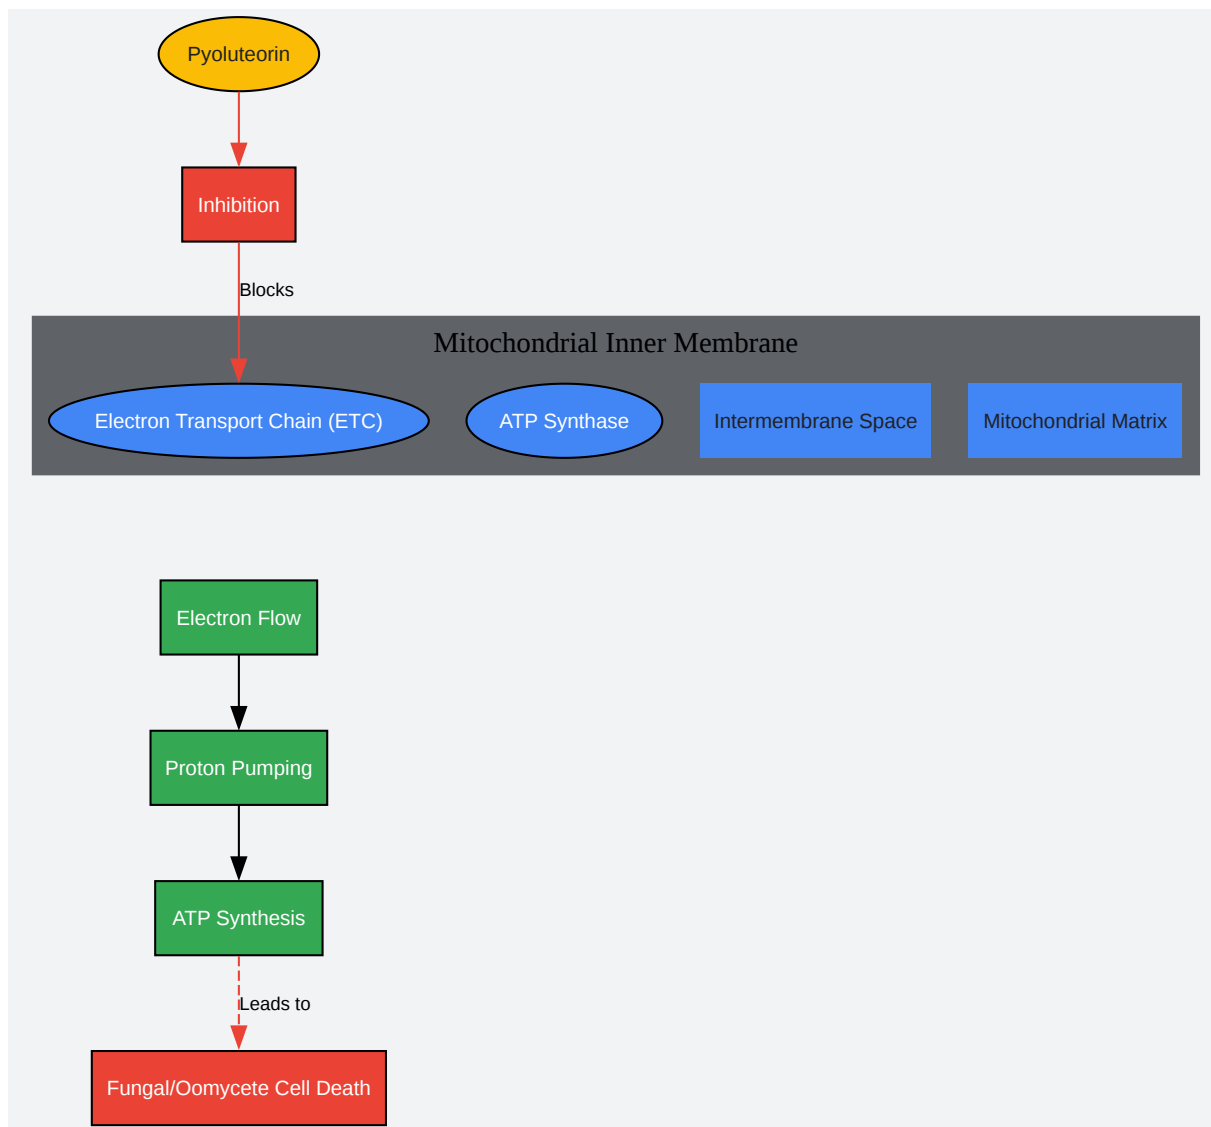 Pyoluteorin
Inhibition
Blocks
Mitochondrial Inner Membrane
Electron Transport Chain (ETC)
ATP Synthase
Intermembrane Space
Mitochondrial Matrix
Electron Flow
Proton Pumping
ATP Synthesis
Leads to
Fungal/Oomycete Cell Death